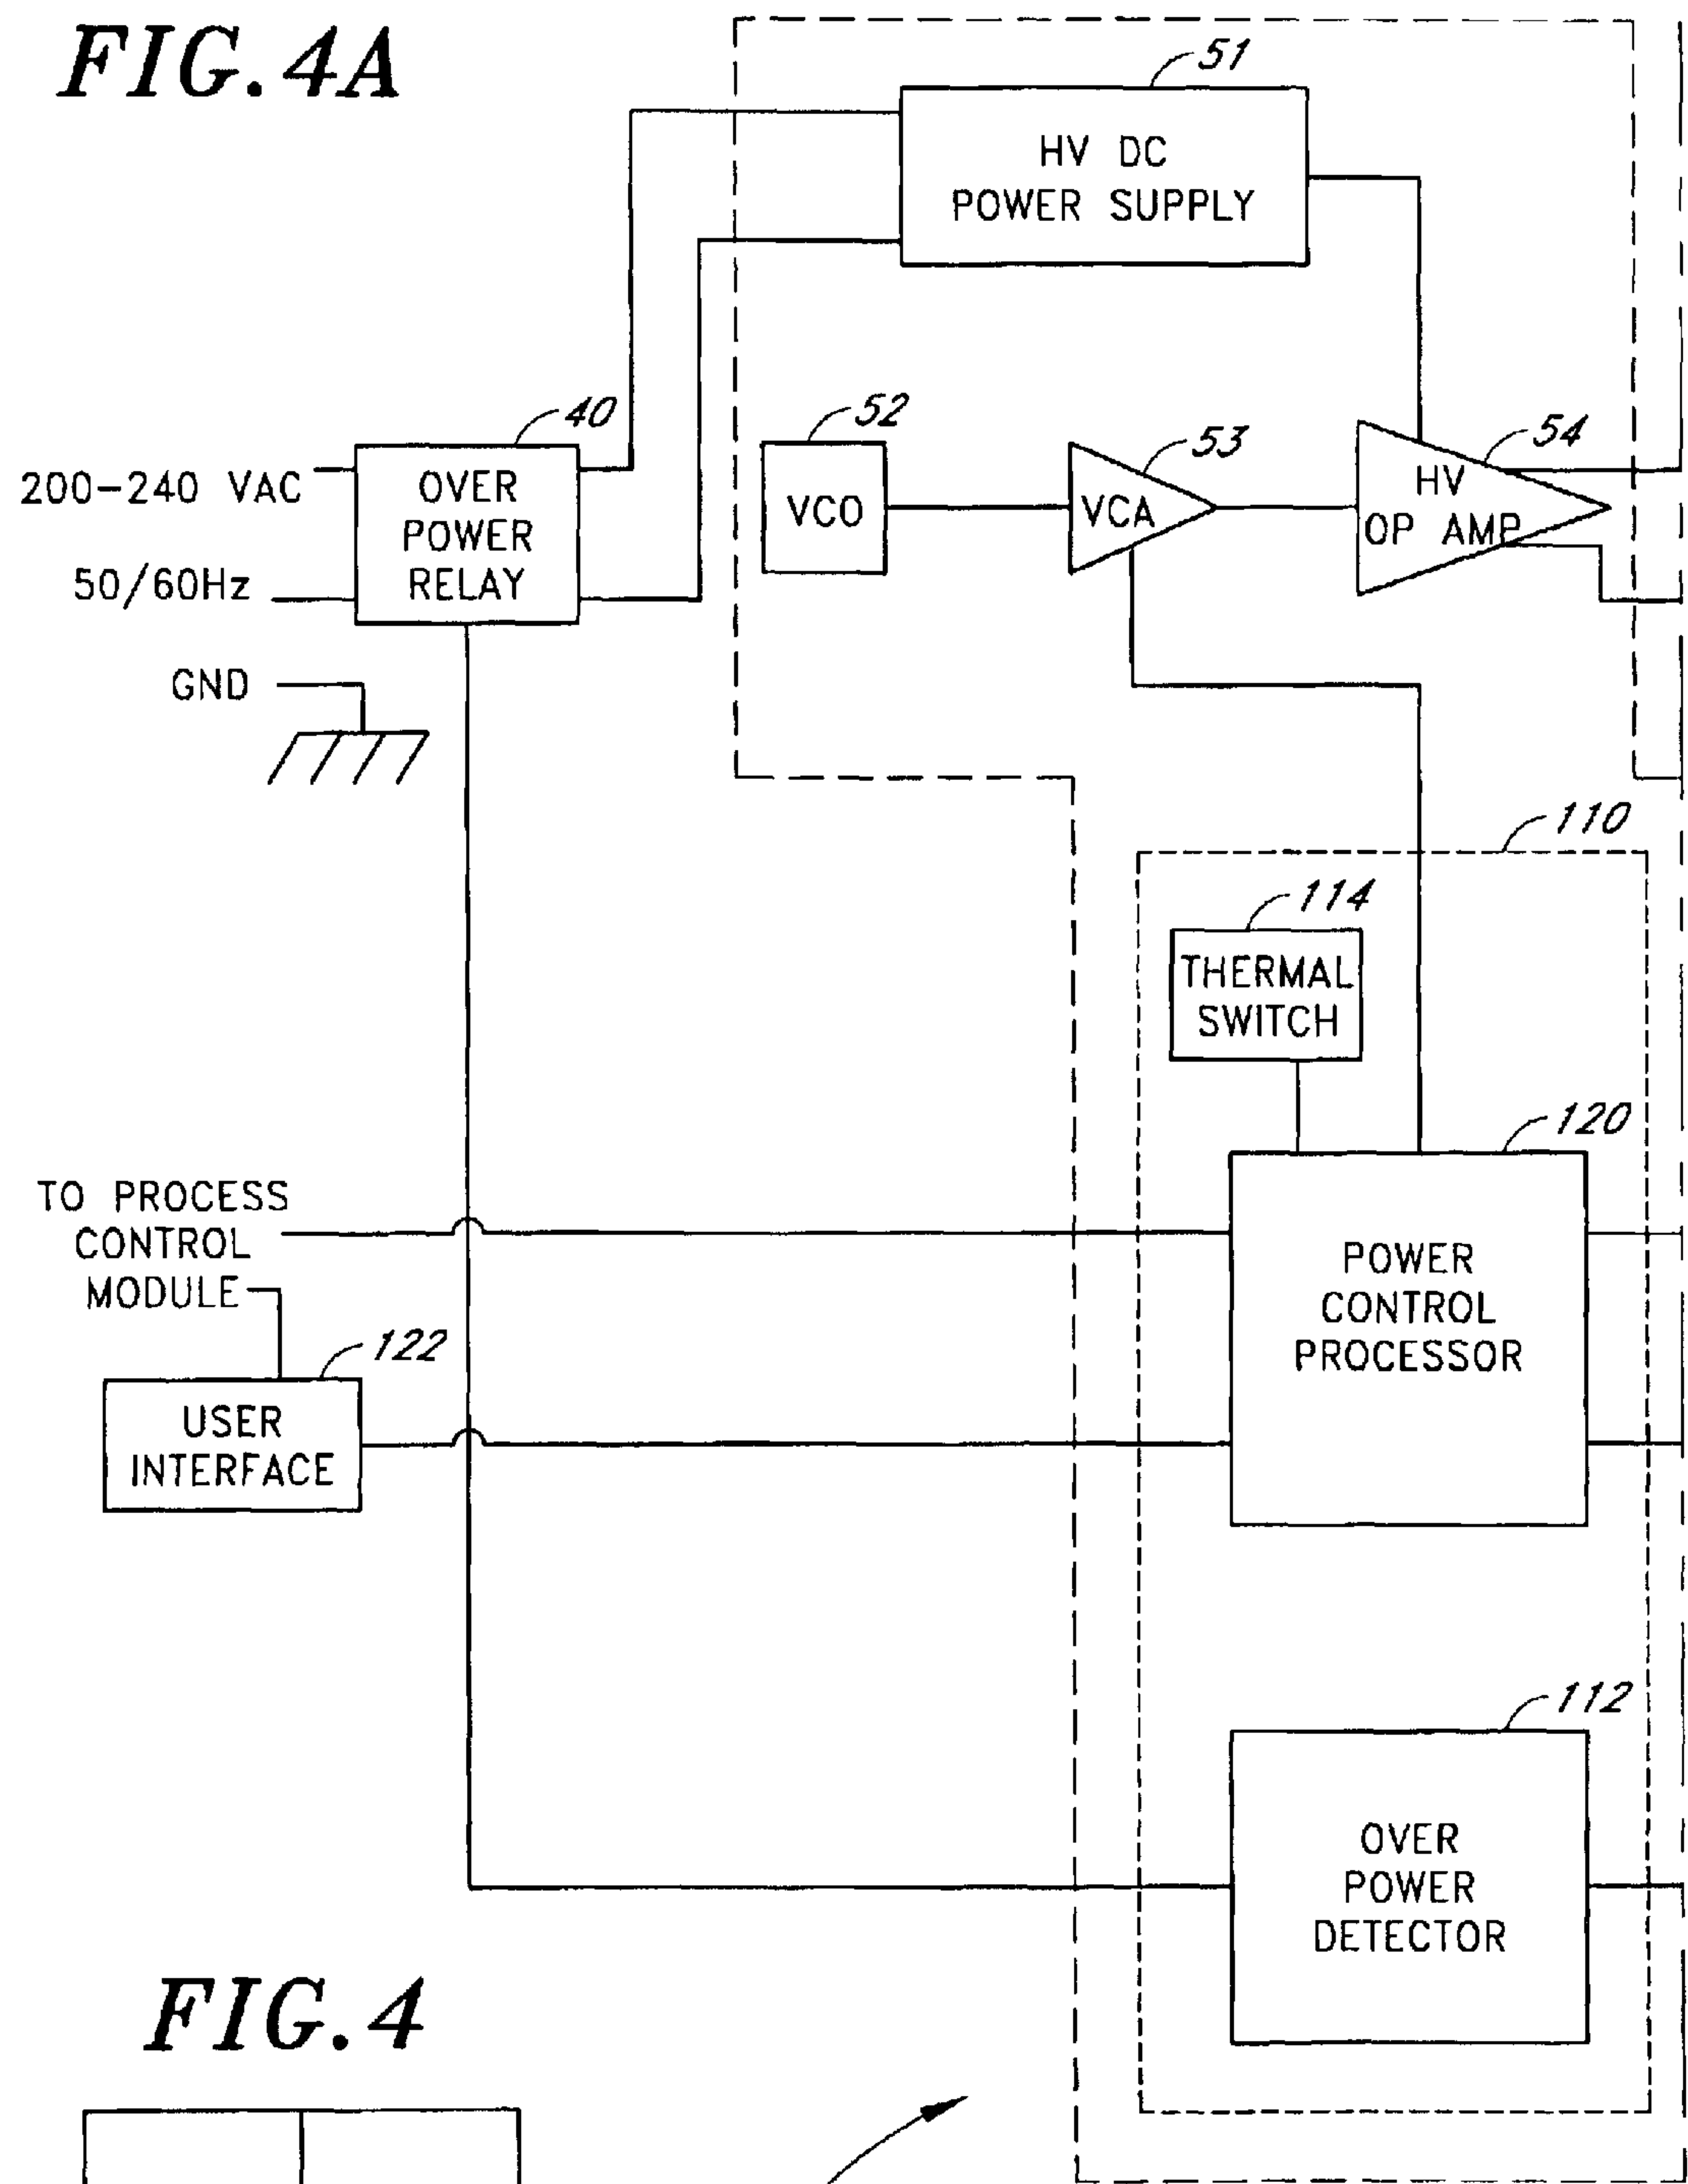 FIG. 4A
51
HV DC
POWER SUPPLY
40
52
53
54
200-240 VAC
OVER
POWER
RELAY
VCO
VCA
HV
OP AMP
50/60Hz
GND
110
114
THERMAL
SWITCH
120
TO PROCESS
CONTROL
MODULE
POWER
CONTROL
PROCESSOR
122
USER
INTERFACE
112
OVER
POWER
DETECTOR
FIG. 4